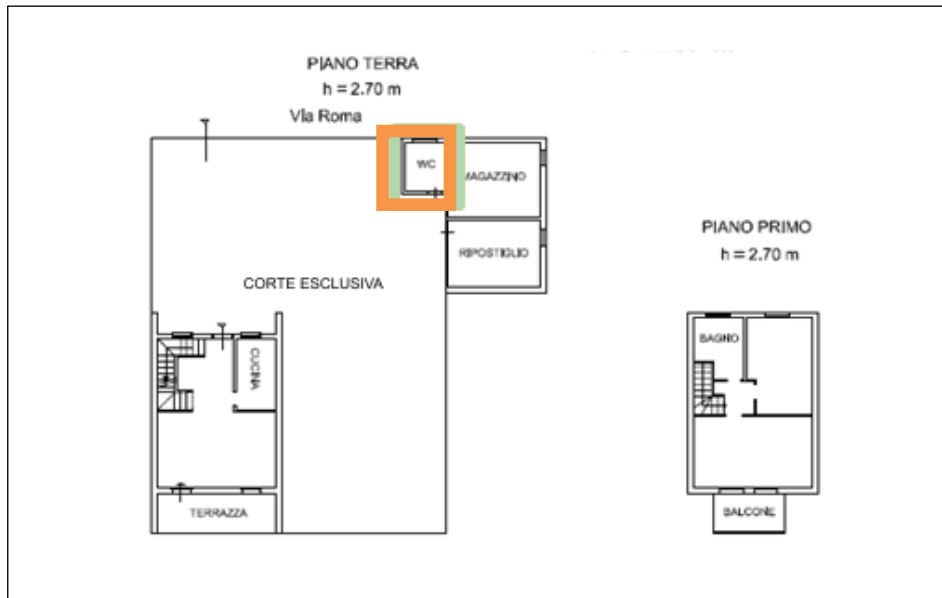 PIANO TERRA
h = 2.70 m
Via Roma
WC
MAGAZZINO
RIPOSTIGLIO
CORTE ESCLUSIVA
CUCINA
TERRAZZA
PIANO PRIMO
h = 2.70 m
BAGNO
BALCONE